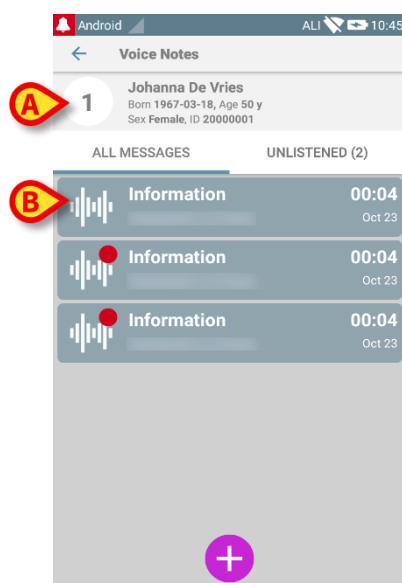 Android ALI 10:45
Voice Notes
A
1
Johanna De Vries
Born 1967-03-18, Age 50 y
Sex Female, ID 20000001
ALL MESSAGES UNLISTENED (2)
B
Information 00:04
Oct 23
Information 00:04
Oct 23
Information 00:04
Oct 23